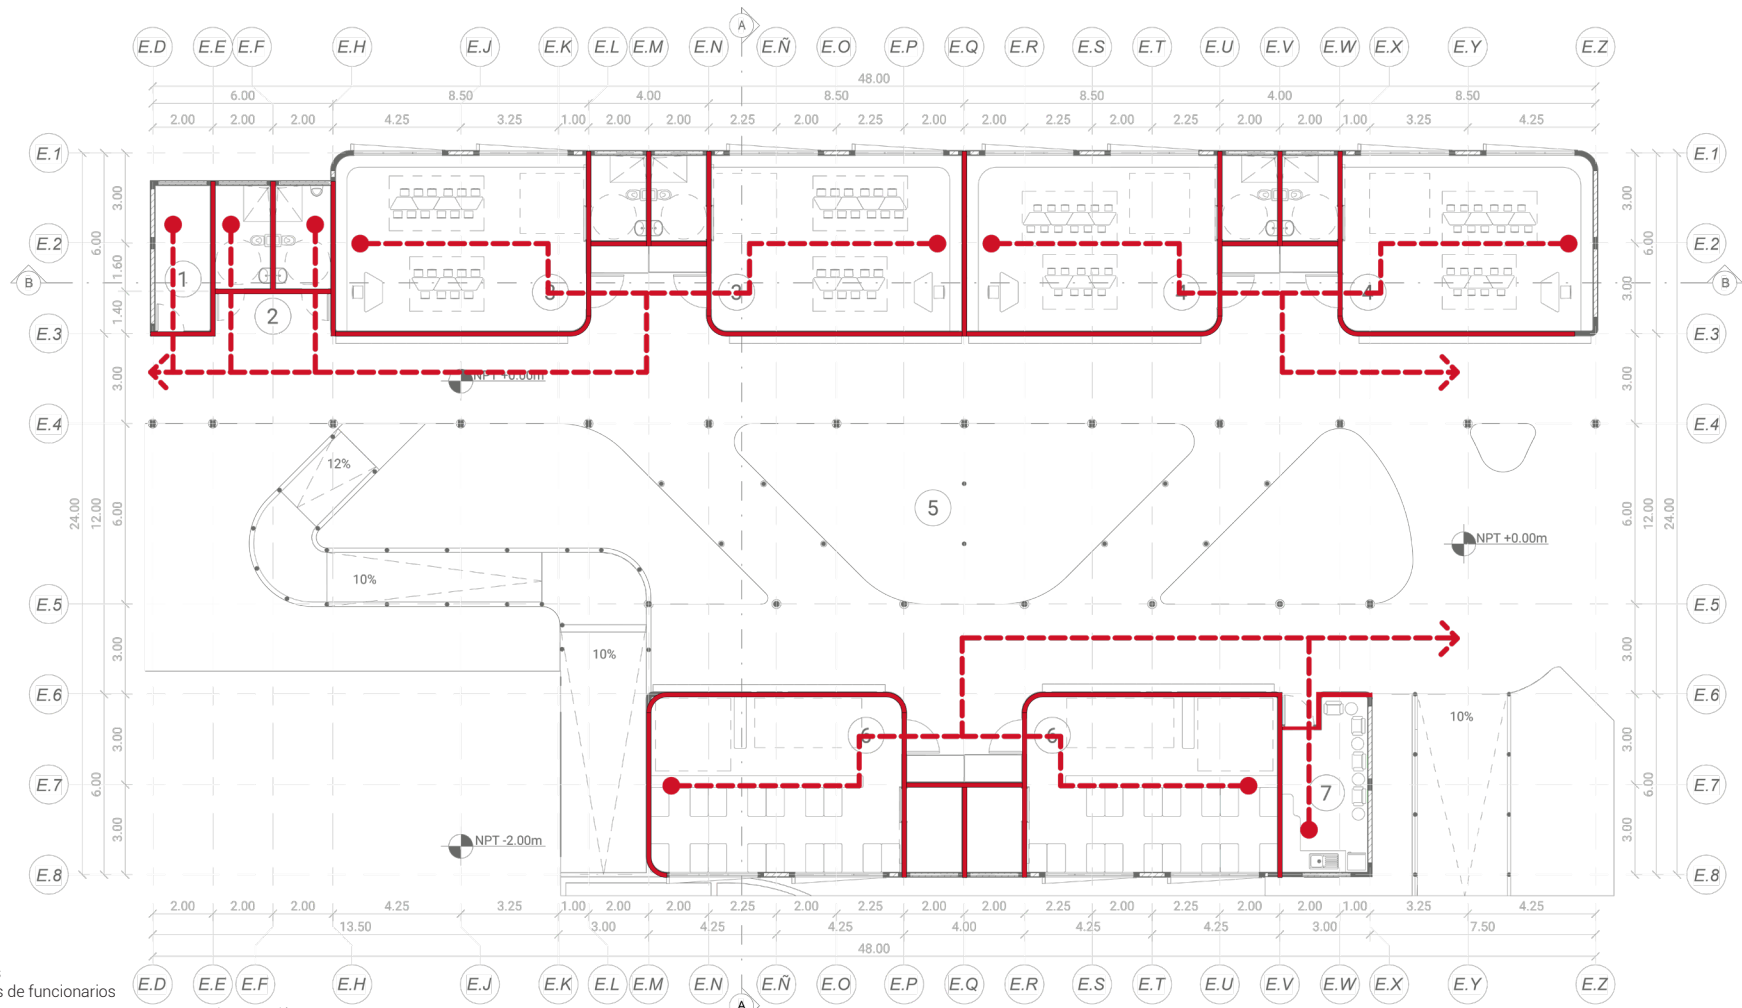 A
E.D E.E E.F E.H E.J E.K E.L E.M E.N E.Ñ E.O E.P E.Q E.R E.S E.T E.U E.V E.W E.X E.Y E.Z
48.00
6.00 8.50 4.00 8.50 8.50 4.00 8.50
2.00 2.00 2.00 4.25 3.25 1.00 2.00 2.00 2.25 2.00 2.25 2.00 2.00 2.25 2.00 2.25 2.00 2.00 1.00 3.25 4.25
E.1 E.1
3.00 3.00
E.2 6.00 6.00 E.2
1.60
B 1 3 3 4 4 3.00 B
1.40 2
E.3 E.3
3.00 NPT +0.00m 3.00
E.4 E.4
12%
24.00 12.00 6.00 5 6.00 12.00 24.00
NPT +0.00m
10%
E.5 E.5
3.00 10% 3.00
E.6 E.6
10%
3.00 6 6 3.00
E.7 6.00 7 6.00 E.7
3.00 NPT -2.00m 3.00
E.8 E.8
2.00 2.00 2.00 4.25 3.25 1.00 2.00 2.00 2.25 2.00 2.25 2.00 2.00 2.25 2.00 2.25 2.00 2.00 1.00 3.25 4.25
13.50 3.00 4.25 4.25 4.00 4.25 4.25 3.00 7.50
48.00
E.D E.E E.F E.H E.J E.K E.L E.M E.N E.Ñ E.O E.P E.Q E.R E.S E.T E.U E.V E.W E.X E.Y E.Z
s de funcionarios
A